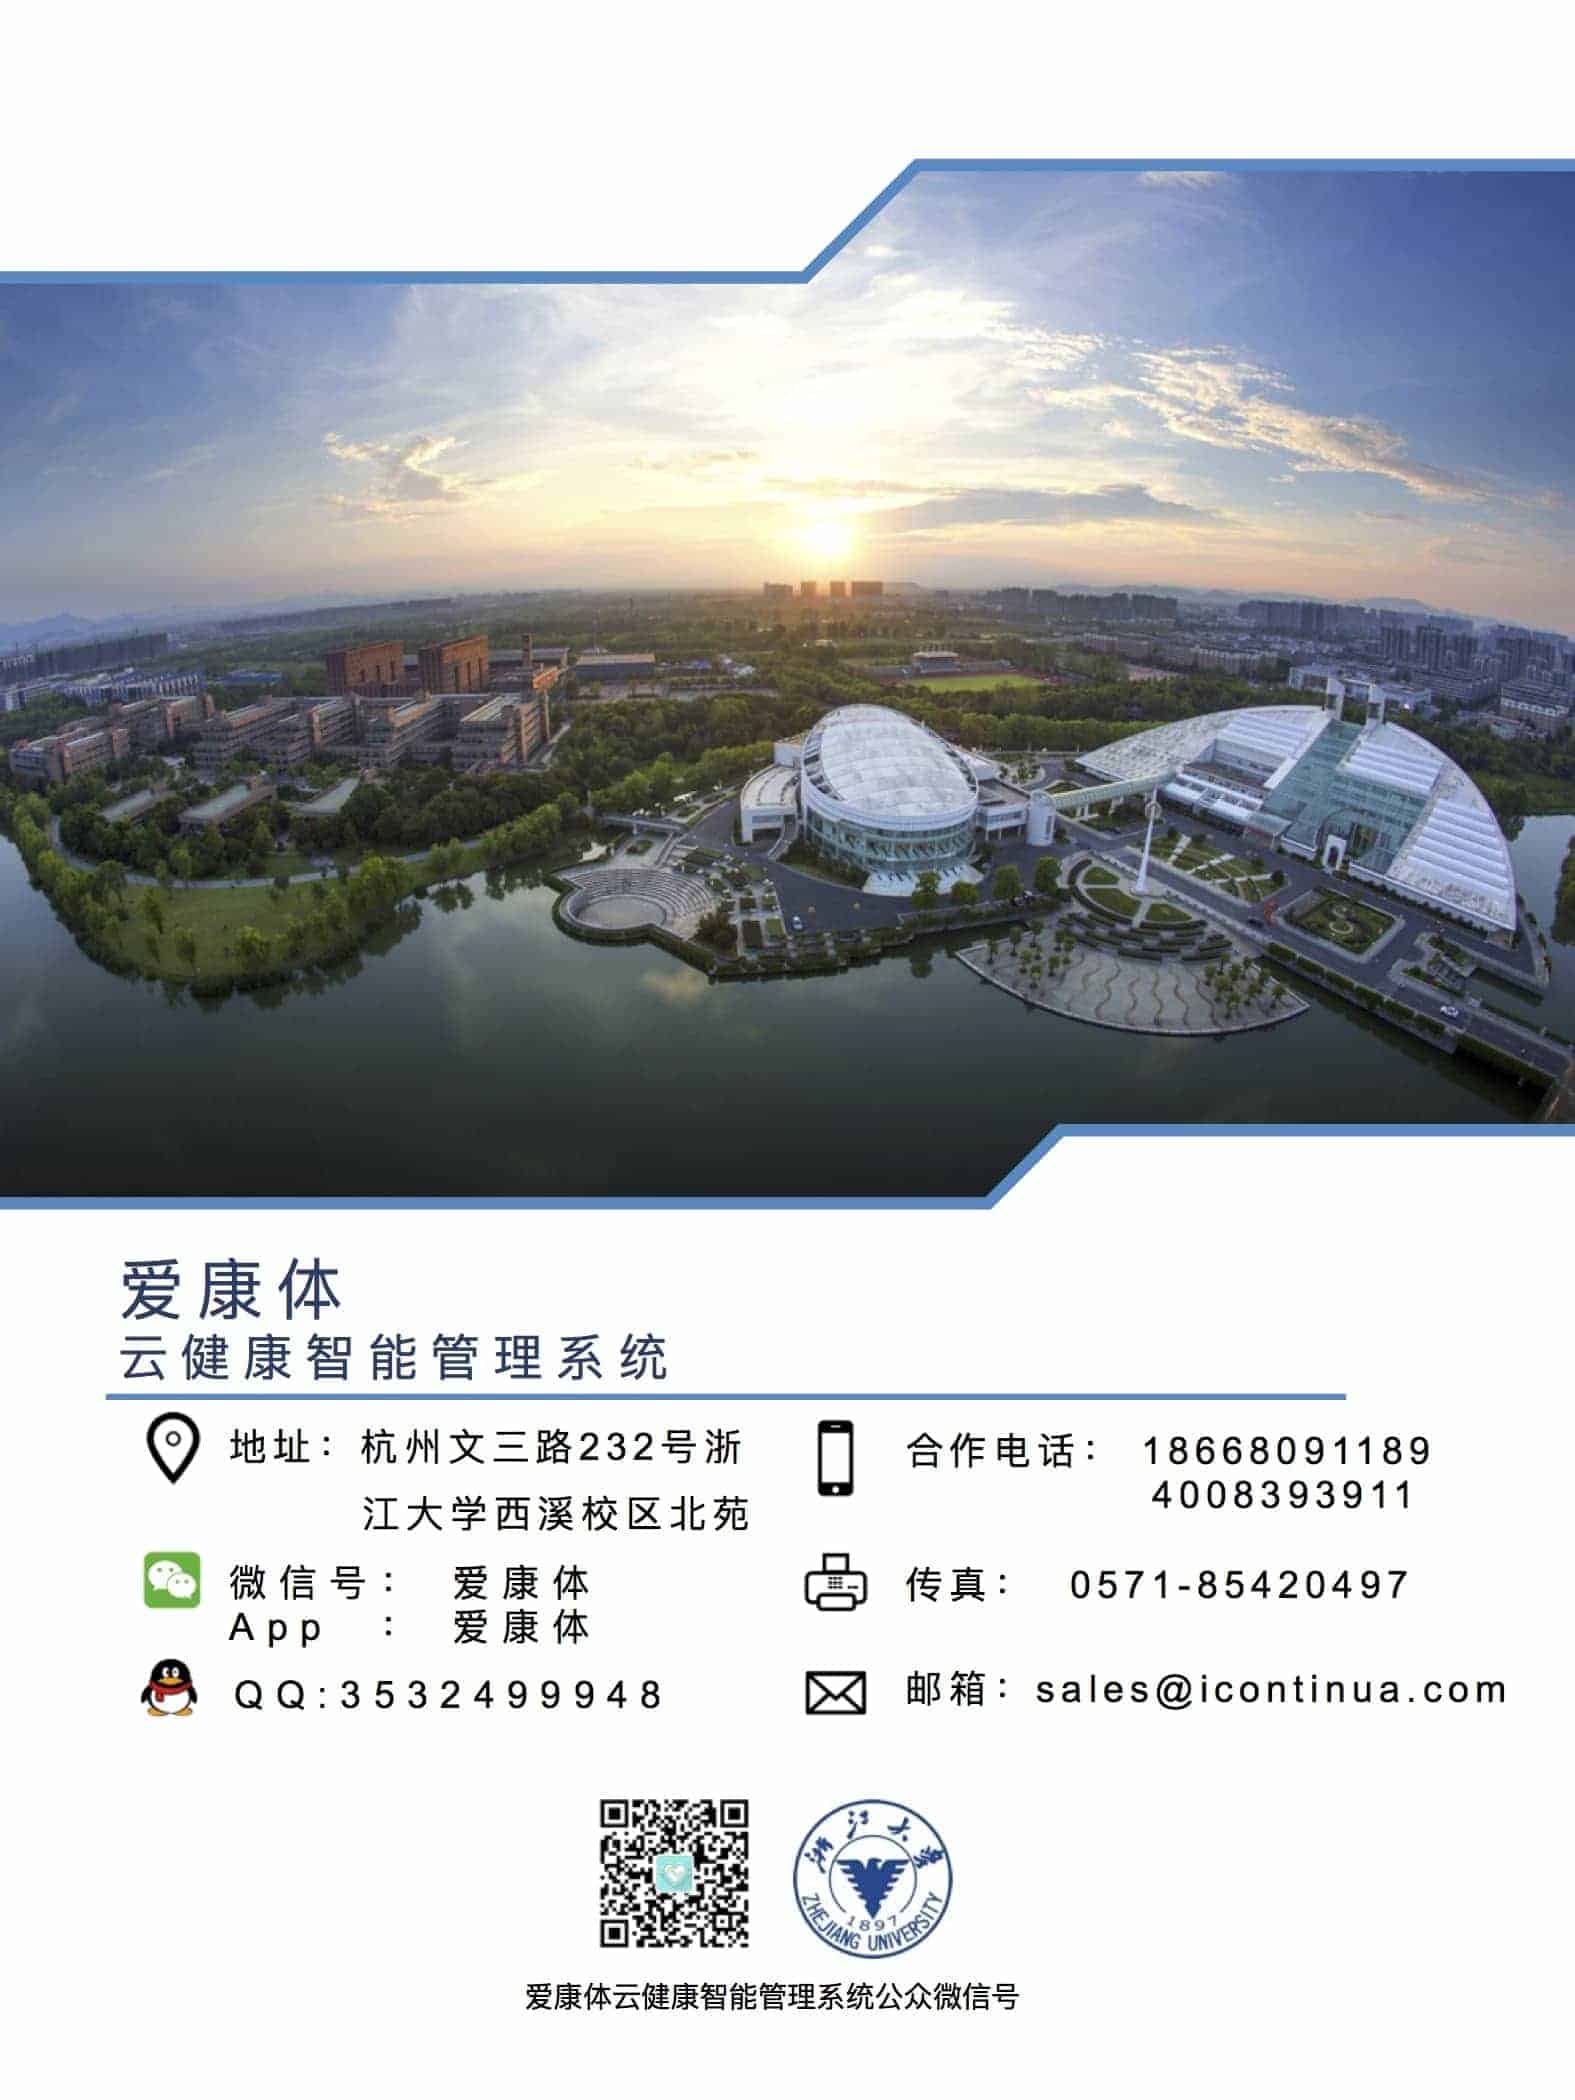 爱康体
云健康智能管理系统
地址：杭州文三路232号浙
江大学西溪校区北苑
微信号：爱康体
App：爱康体
QQ:3532499948
合作电话：18668091189
4008393911
传真：0571-85420497
邮箱：sales@icontinua.com
浙江大学
1897
ZHEJIANG UNIVERSITY
爱康体云健康智能管理系统公众微信号